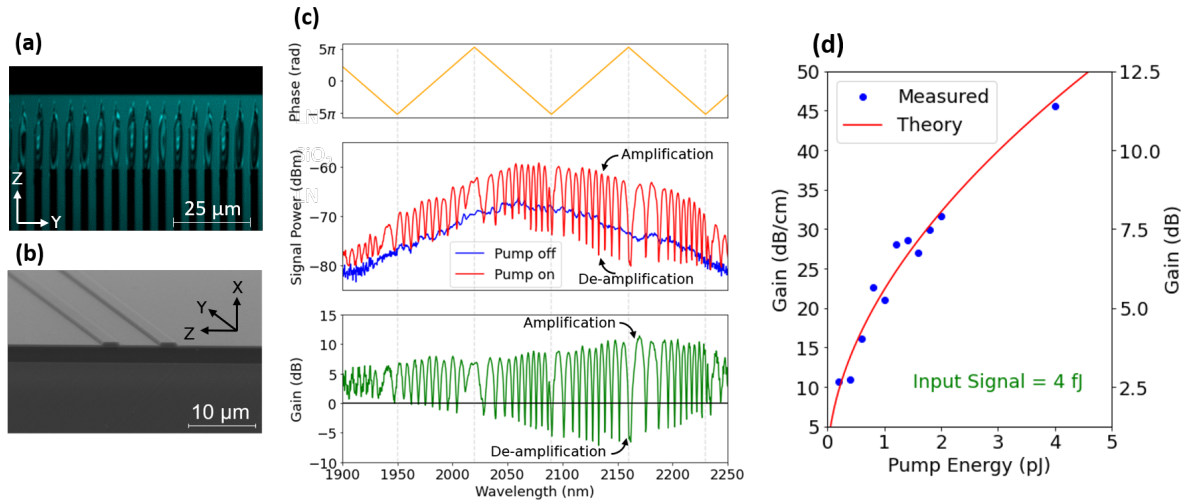 (a)
Z
Y
25 μm
(b)
X
Y
Z
10 μm
(c)
Phase (rad)
5π
0
−5π
LN
SiO₂
LN
Signal Power (dBm)
−60
−70
−80
Amplification
Pump off
Pump on
De-amplification
Gain (dB)
15
10
5
0
−5
−10
Amplification
De-amplification
1900 1950 2000 2050 2100 2150 2200 2250
Wavelength (nm)
(d)
Gain (dB/cm)
50
45
40
35
30
25
20
15
10
5
Measured
Theory
Input Signal = 4 fJ
12.5
10.0
7.5
5.0
2.5
Gain (dB)
0 1 2 3 4 5
Pump Energy (pJ)